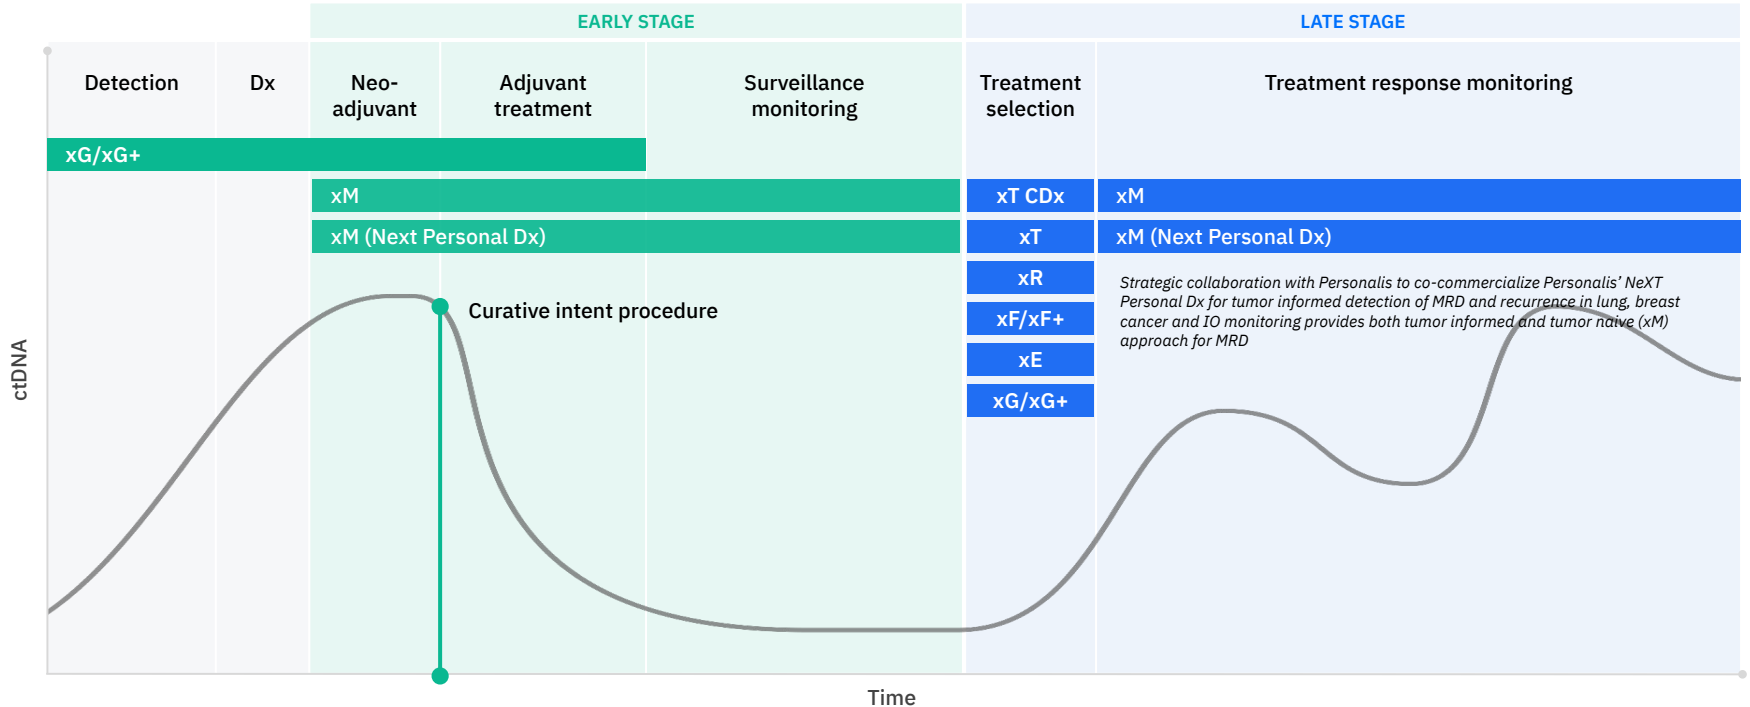 EARLY STAGE
LATE STAGE
Detection
Dx
Neo-
adjuvant
Adjuvant
treatment
Surveillance
monitoring
Treatment
selection
Treatment response monitoring
xG/xG+
xM
xT CDx
xM
xM (Next Personal Dx)
xT
xM (Next Personal Dx)
xR
xF/xF+
xE
xG/xG+
Strategic collaboration with Personalis to co-commercialize Personalis’ NeXT
Personal Dx for tumor informed detection of MRD and recurrence in lung, breast
cancer and IO monitoring provides both tumor informed and tumor naive (xM)
approach for MRD
Curative intent procedure
ctDNA
Time